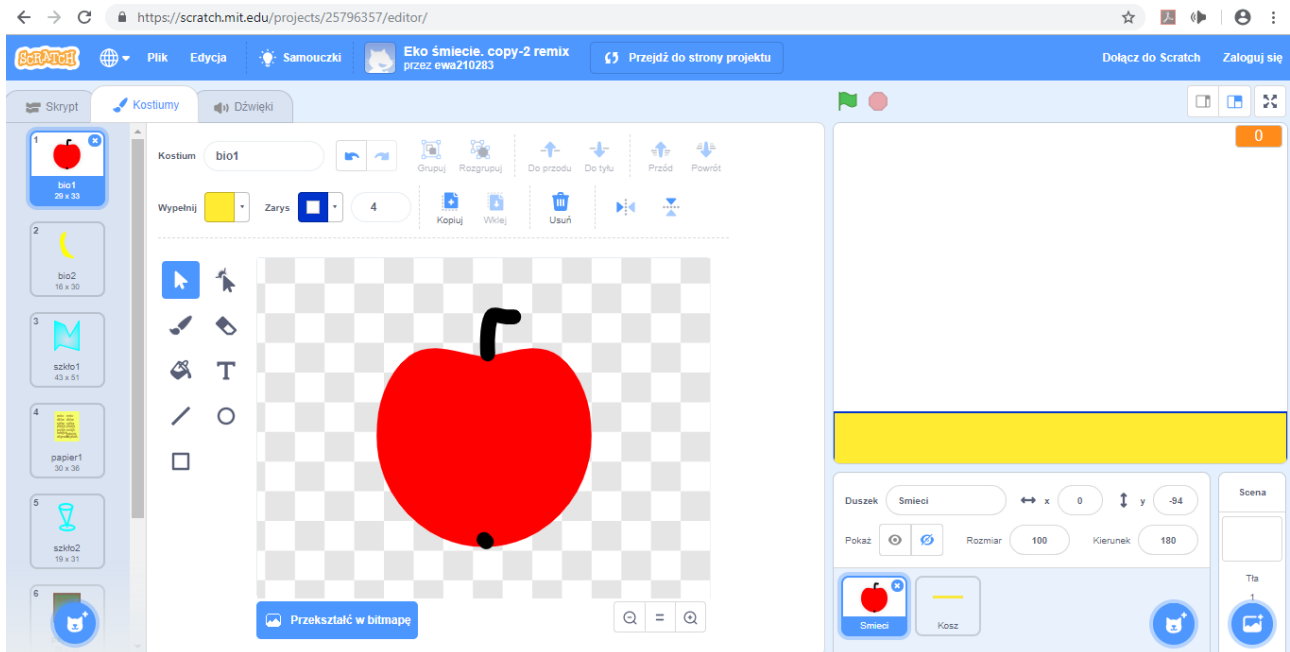 https://scratch.mit.edu/projects/25796357/editor/
SCRATCH Plik Edycja Samouczki Eko śmiecie. copy-2 remix Przejdź do strony projektu Dołącz do Scratch Zaloguj się
przez ewa210283
Skrypt Kostiumy Dźwięki
1
bio1
29 x 33
2
bio2
16 x 30
3
szkło1
43 x 51
4
papier1
30 x 36
5
szkło2
19 x 31
6
Kostium bio1
Grupuj Rozgrupuj Do przodu Do tyłu Przód Powrót
Wypełnij Zarys 4
Kopiuj Wklej Usuń
Przekształć w bitmapę
0
Duszek Smieci x 0 y -94
Pokaż Rozmiar 100 Kierunek 180
Smieci Kosz
Scena
Tła
1